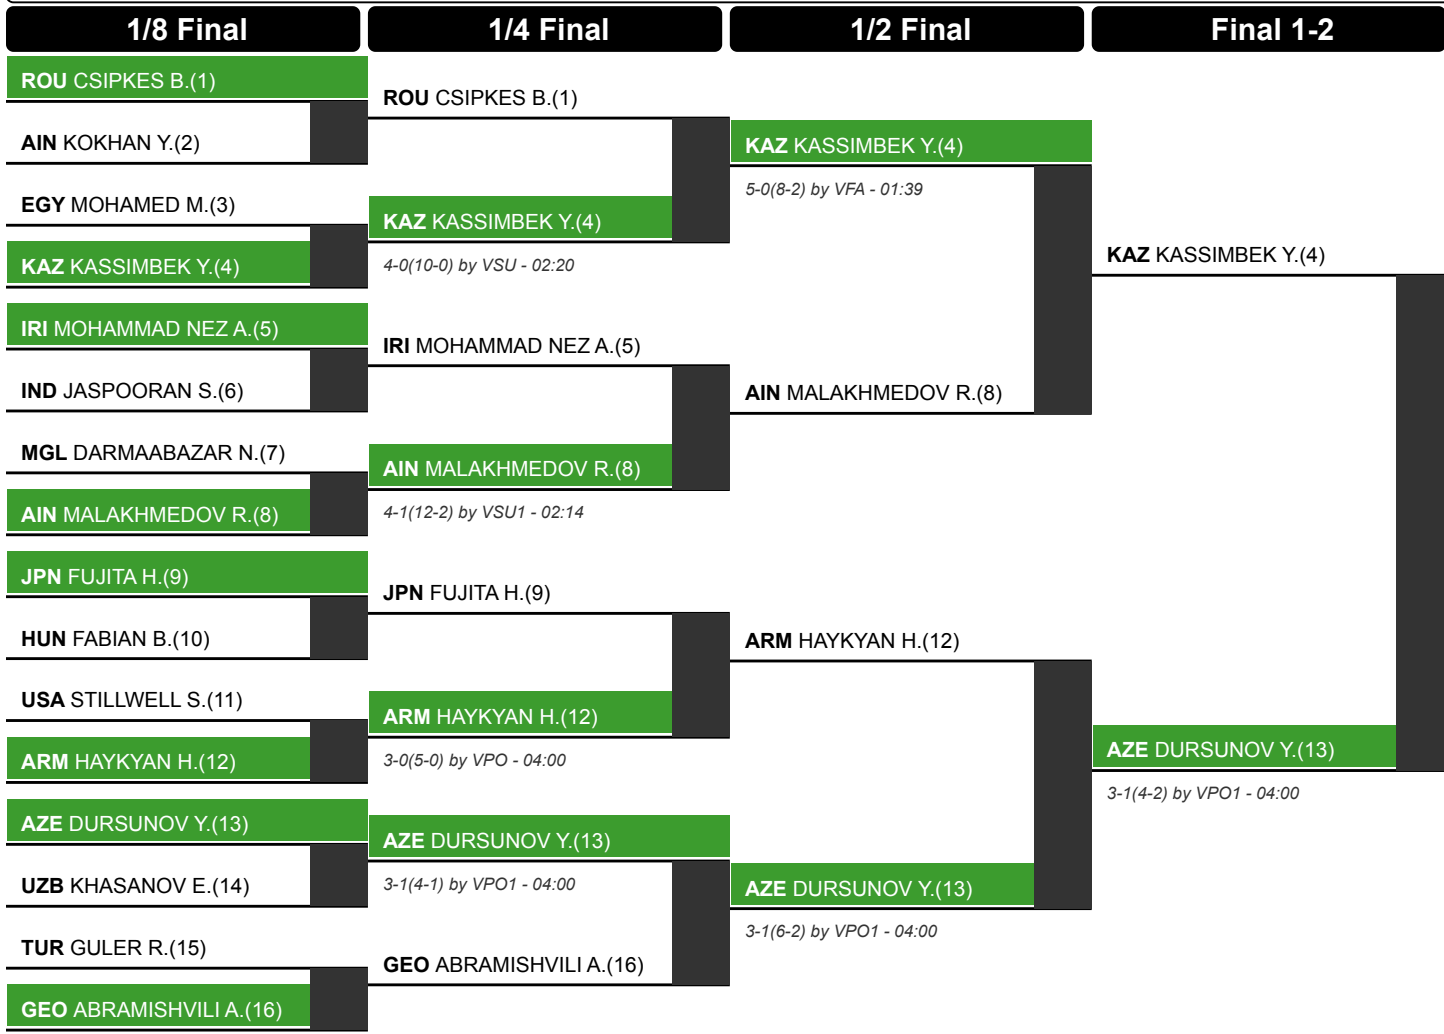 1/8 Final
1/4 Final
1/2 Final
Final 1-2
ROU CSIPKES B.(1)
AIN KOKHAN Y.(2)
EGY MOHAMED M.(3)
KAZ KASSIMBEK Y.(4)
IRI MOHAMMAD NEZ A.(5)
IND JASPOORAN S.(6)
MGL DARMAABAZAR N.(7)
AIN MALAKHMEDOV R.(8)
JPN FUJITA H.(9)
HUN FABIAN B.(10)
USA STILLWELL S.(11)
ARM HAYKYAN H.(12)
AZE DURSUNOV Y.(13)
UZB KHASANOV E.(14)
TUR GULER R.(15)
GEO ABRAMISHVILI A.(16)
ROU CSIPKES B.(1)
KAZ KASSIMBEK Y.(4)
4-0(10-0) by VSU - 02:20
IRI MOHAMMAD NEZ A.(5)
AIN MALAKHMEDOV R.(8)
4-1(12-2) by VSU1 - 02:14
JPN FUJITA H.(9)
ARM HAYKYAN H.(12)
3-0(5-0) by VPO - 04:00
AZE DURSUNOV Y.(13)
3-1(4-1) by VPO1 - 04:00
GEO ABRAMISHVILI A.(16)
KAZ KASSIMBEK Y.(4)
5-0(8-2) by VFA - 01:39
AIN MALAKHMEDOV R.(8)
ARM HAYKYAN H.(12)
AZE DURSUNOV Y.(13)
3-1(6-2) by VPO1 - 04:00
KAZ KASSIMBEK Y.(4)
AZE DURSUNOV Y.(13)
3-1(4-2) by VPO1 - 04:00